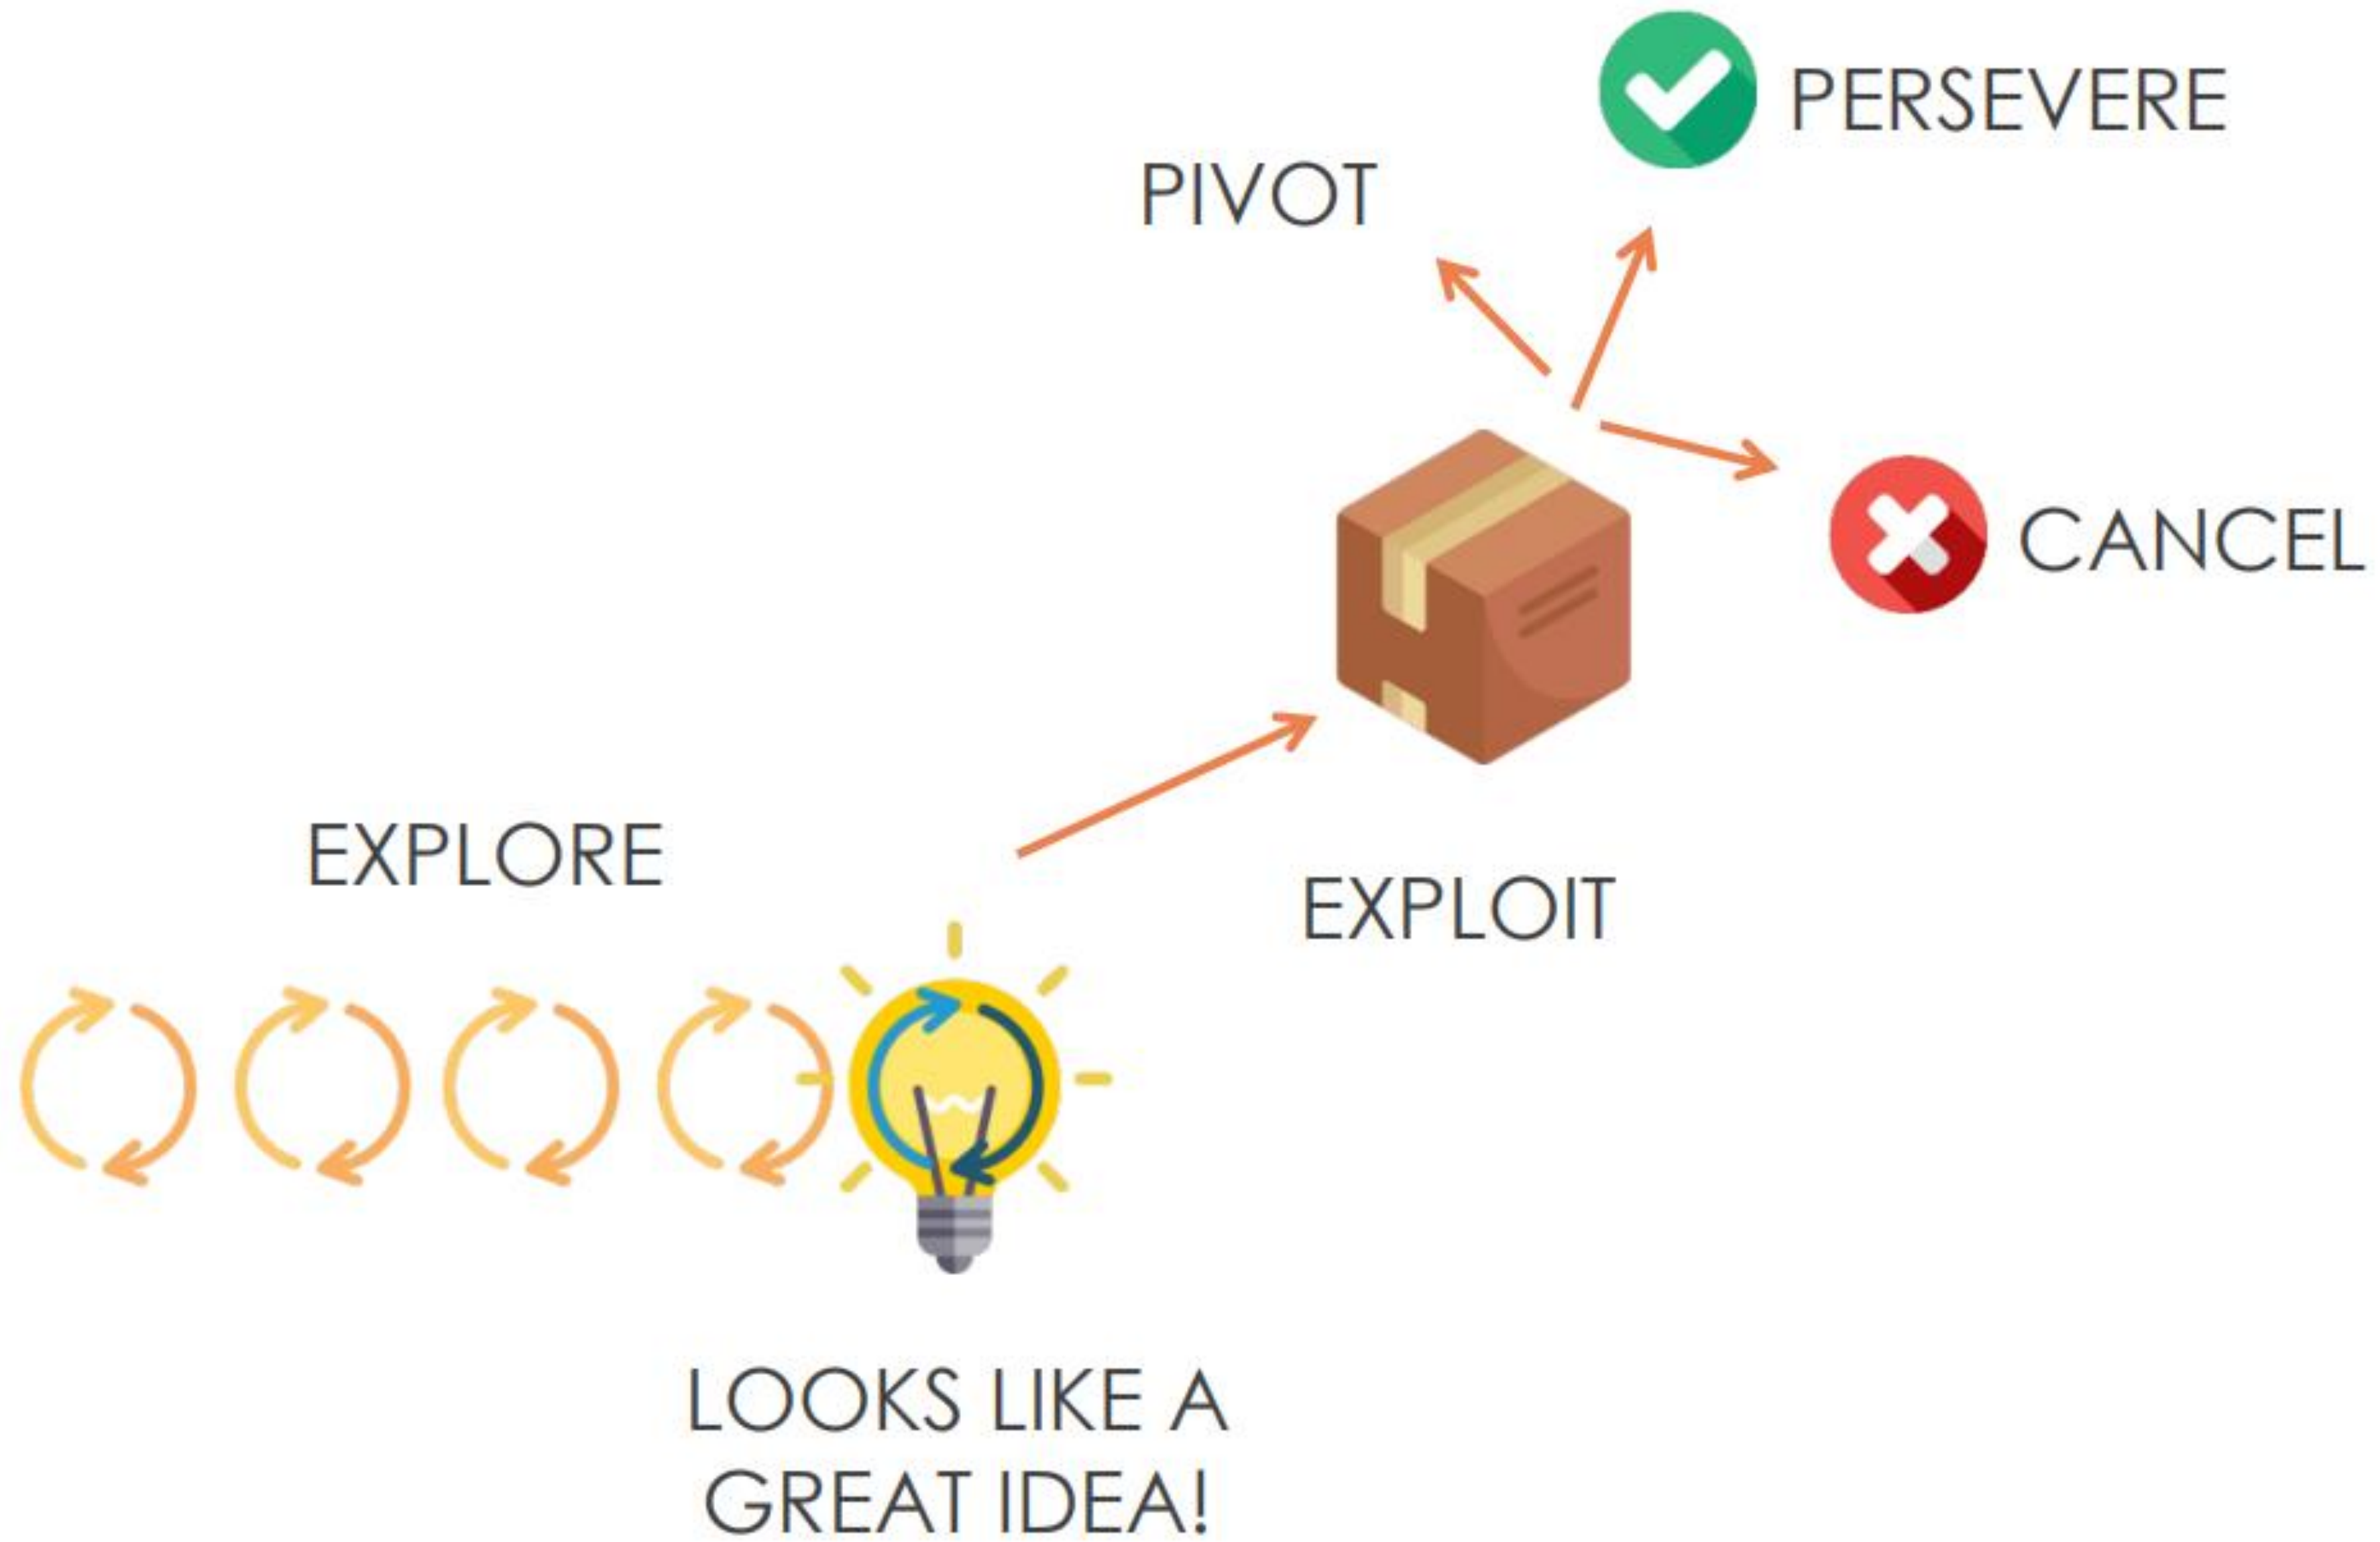 PERSEVERE
PIVOT
CANCEL
EXPLORE
EXPLOIT
LOOKS LIKE A
GREAT IDEA!